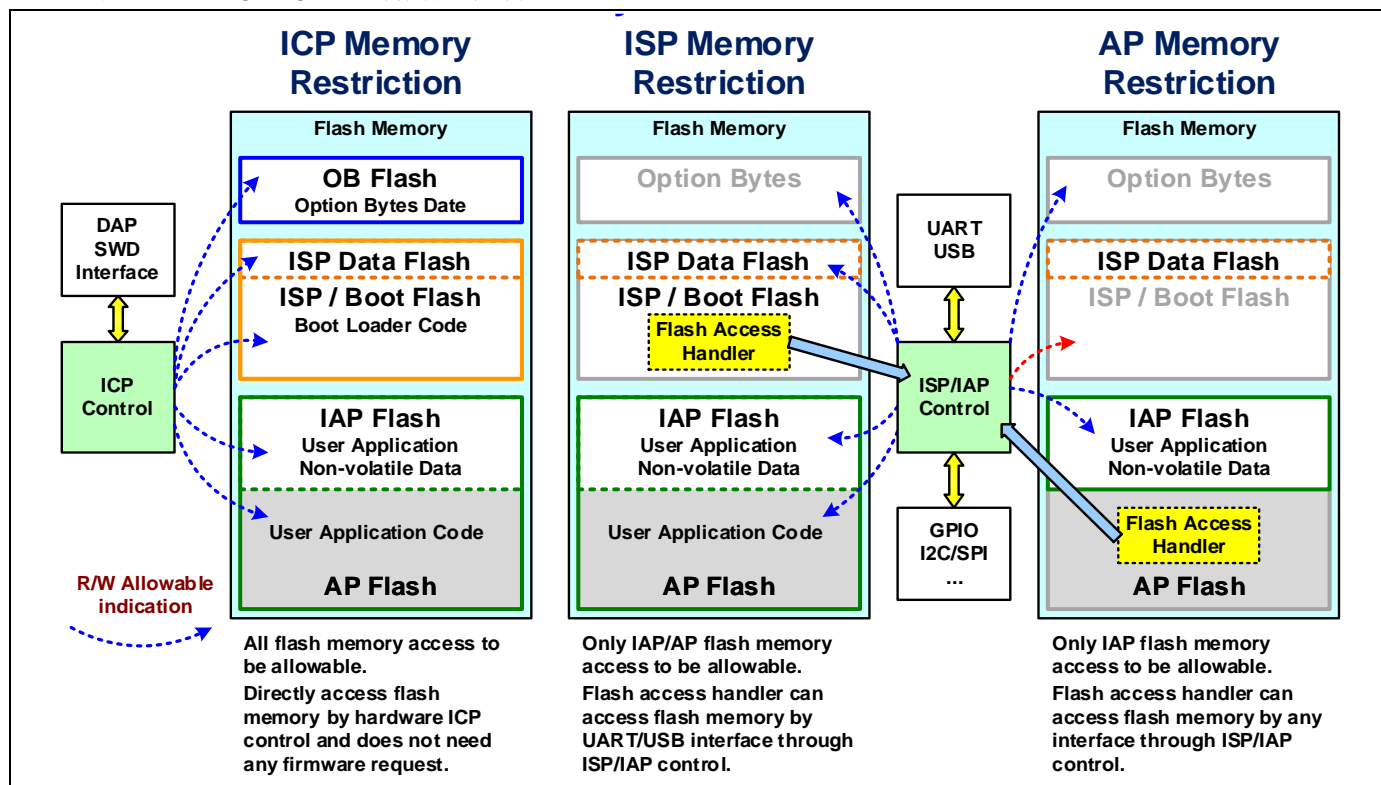 ICP Memory
Restriction
ISP Memory
Restriction
AP Memory
Restriction
DAP
SWD
Interface
ICP
Control
R/W Allowable
indication
Flash Memory
OB Flash
Option Bytes Date
ISP Data Flash
ISP / Boot Flash
Boot Loader Code
IAP Flash
User Application
Non-volatile Data
User Application Code
AP Flash
All flash memory access to
be allowable.
Directly access flash
memory by hardware ICP
control and does not need
any firmware request.
Flash Memory
Option Bytes
ISP Data Flash
ISP / Boot Flash
Flash Access
Handler
IAP Flash
User Application
Non-volatile Data
User Application Code
AP Flash
Only IAP/AP flash memory
access to be allowable.
Flash access handler can
access flash memory by
UART/USB interface through
ISP/IAP control.
UART
USB
ISP/IAP
Control
GPIO
I2C/SPI
...
Flash Memory
Option Bytes
ISP Data Flash
ISP / Boot Flash
IAP Flash
User Application
Non-volatile Data
Flash Access
Handler
AP Flash
Only IAP flash memory
access to be allowable.
Flash access handler can
access flash memory by any
interface through ISP/IAP
control.